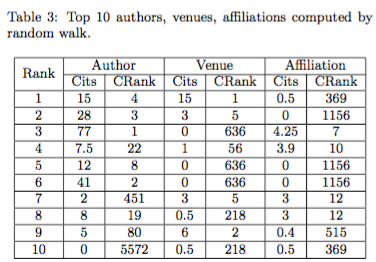 Table 3: Top 10 authors, venues, affiliations computed by
random walk.
Rank Author Venue Affiliation
Cits CRank Cits CRank Cits CRank
1 15 4 15 1 0.5 369
2 28 3 3 5 0 1156
3 77 1 0 636 4.25 7
4 7.5 22 1 56 3.9 10
5 12 8 0 636 0 1156
6 41 2 0 636 0 1156
7 2 451 3 5 3 12
8 8 19 0.5 218 3 12
9 5 80 6 2 0.4 515
10 0 5572 0.5 218 0.5 369